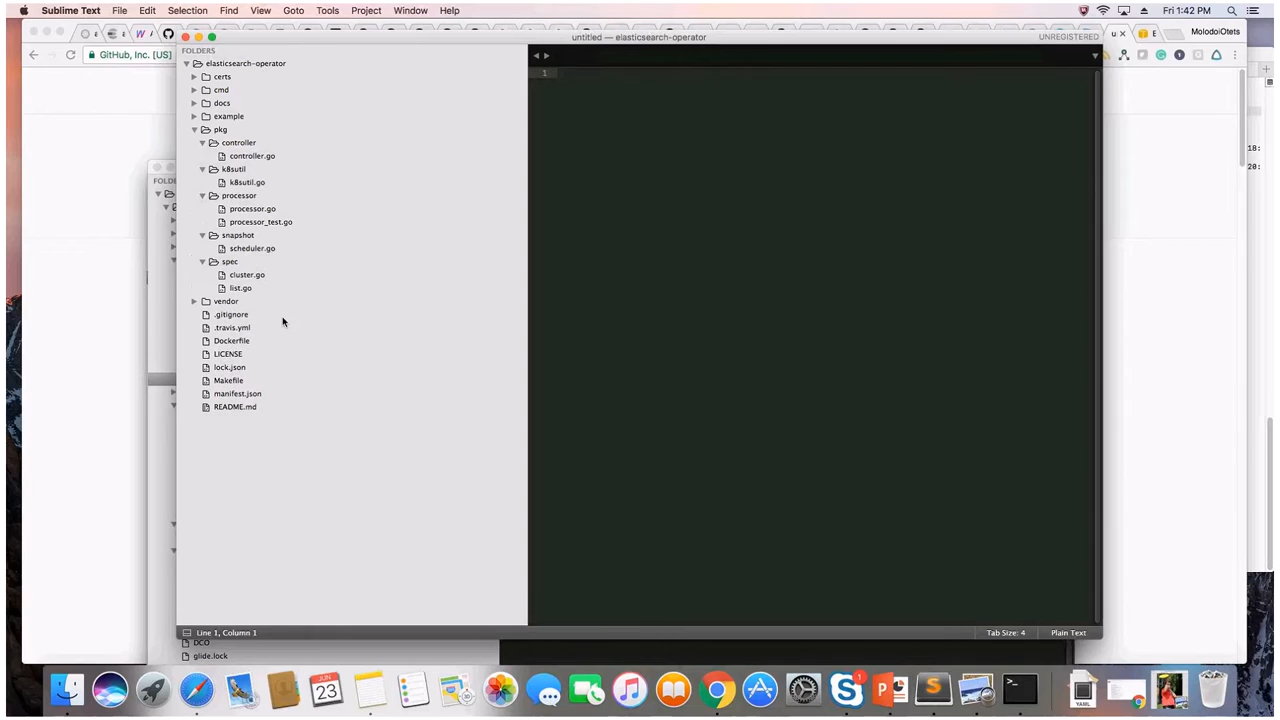 Sublime Text File Edit Selection Find View Goto Tools Project Window Help Fri 1:42 PM
untitled — elasticsearch-operator UNREGISTERED
MolodoiOtets
GitHub, Inc. [US]
FOLDERS
elasticsearch-operator
certs
cmd
docs
example
pkg
controller
controller.go
k8sutil
k8sutil.go
processor
processor.go
processor_test.go
snapshot
scheduler.go
spec
cluster.go
list.go
vendor
.gitignore
.travis.yml
Dockerfile
LICENSE
lock.json
Makefile
manifest.json
README.md
1
18:
20:
Line 1, Column 1 Tab Size: 4 Plain Text
DCO
glide.lock
JUN
23
1
YAML